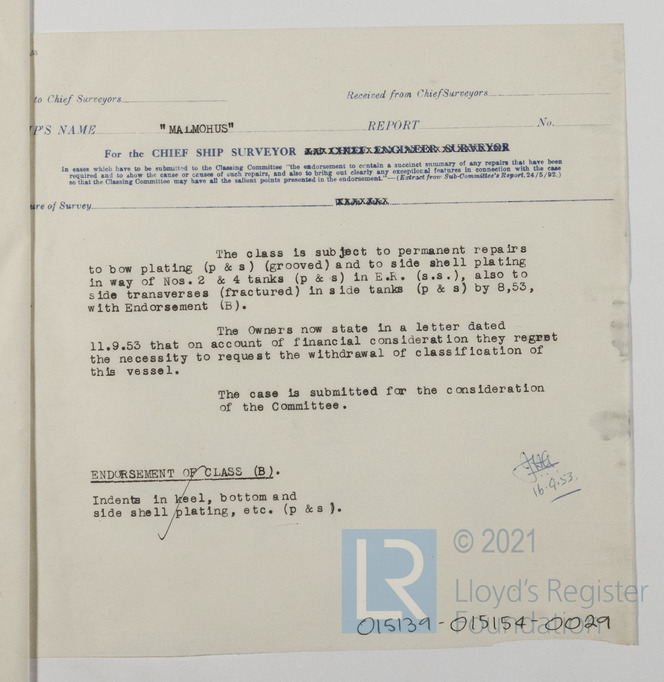 to Chief Surveyors
Received from Chief Surveyors
IP'S NAME "MALMOHUS" REPORT No.
For the CHIEF SHIP SURVEYOR OR CHIEF ENGINEER SURVEYOR
In cases which have to be submitted to the Classing Committee "the endorsement to contain a succinct summary of any repairs that have been
required and to show the cause or causes of such repairs, and also to bring out clearly any exceptional features in connection with the case
so that the Classing Committee may have all the salient points presented in the endorsement."—(Extract from Sub-Committee's Report, 24/5/92.)
ure of Survey
The class is subject to permanent repairs
to bow plating (p & s) (grooved) and to side shell plating
in way of Nos. 2 & 4 tanks (p & s) in E.R. (s.s.), also to
side transverses (fractured) in side tanks (p & s) by 8,53,
with Endorsement (B).
The Owners now state in a letter dated
11.9.53 that on account of financial consideration they regret
the necessity to request the withdrawal of classification of
this vessel.
The case is submitted for the consideration
of the Committee.
ENDORSEMENT OF CLASS (B).
Indents in keel, bottom and
side shell plating, etc. (p & s).
16.9.53.
© 2021
LR
Lloyd's Register
Foundation
015139-015154-0029